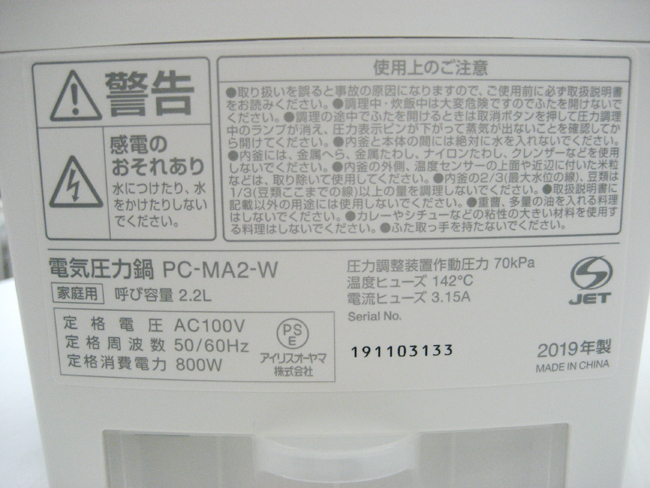 警告
感電の
おそれあり
水につけたり、水
をかけたりしない
でください。
使用上のご注意
●取り扱いを誤ると事故の原因になりますので、ご使用前に必ず取扱説明書
をお読みください。●調理中・炊飯中は大変危険ですのでふたを開けないで
ください。●調理の途中でふたを開けるときは取消ボタンを押して圧力調理
中のランプが消え、圧力表示ピンが下がって蒸気が出ないことを確認してか
ら開けてください。●内釜と本体の間には絶対に水を入れないでください。
●内釜には、金属へら、金属たわし、ナイロンたわし、クレンザーなどを使用
しないでください。●内釜の外側、温度センサーの上面や近辺に付いた米粒
などは、取り除いて使用してください。●内釜の2/3(最大水位の線)、豆類は
1/3(豆類ここまでの線)以上の量を調理しないでください。●取扱説明書に
記載以外の用途には使用しないでください。●重曹、多量の油を入れる料理
はしないでください。●カレーやシチューなどの粘性の大きい材料を使用す
る料理はしないでください。●ふた取っ手を持たないでください。
電気圧力鍋 PC-MA2-W
家庭用 呼び容量 2.2L
定格電圧 AC100V
定格周波数 50/60Hz
定格消費電力 800W
PS
E
アイリスオーヤマ
株式会社
圧力調整装置作動圧力 70kPa
温度ヒューズ 142℃
電流ヒューズ 3.15A
Serial No.
191103133
JET
2019年製
MADE IN CHINA